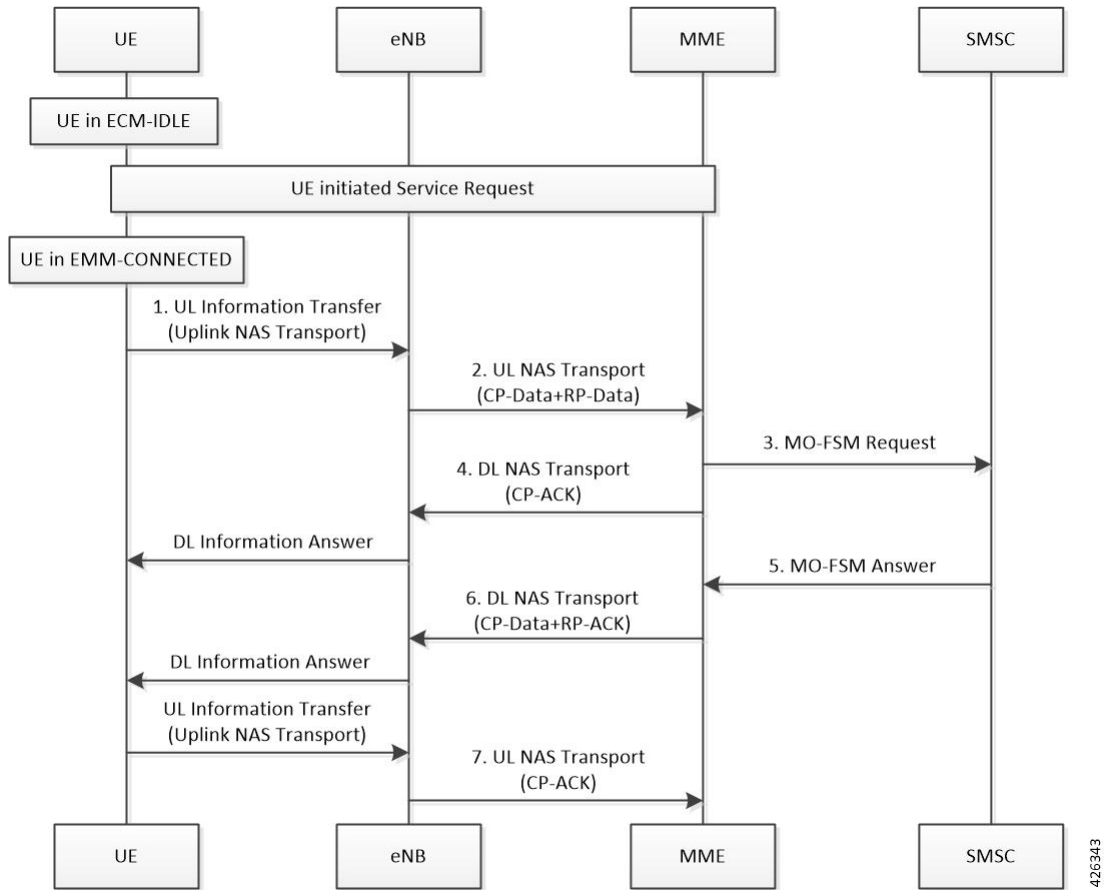 UE
eNB
MME
SMSC
UE in ECM-IDLE
UE initiated Service Request
UE in EMM-CONNECTED
1. UL Information Transfer
(Uplink NAS Transport)
2. UL NAS Transport
(CP-Data+RP-Data)
3. MO-FSM Request
4. DL NAS Transport
(CP-ACK)
DL Information Answer
5. MO-FSM Answer
6. DL NAS Transport
(CP-Data+RP-ACK)
DL Information Answer
UL Information Transfer
(Uplink NAS Transport)
7. UL NAS Transport
(CP-ACK)
UE
eNB
MME
SMSC
426343